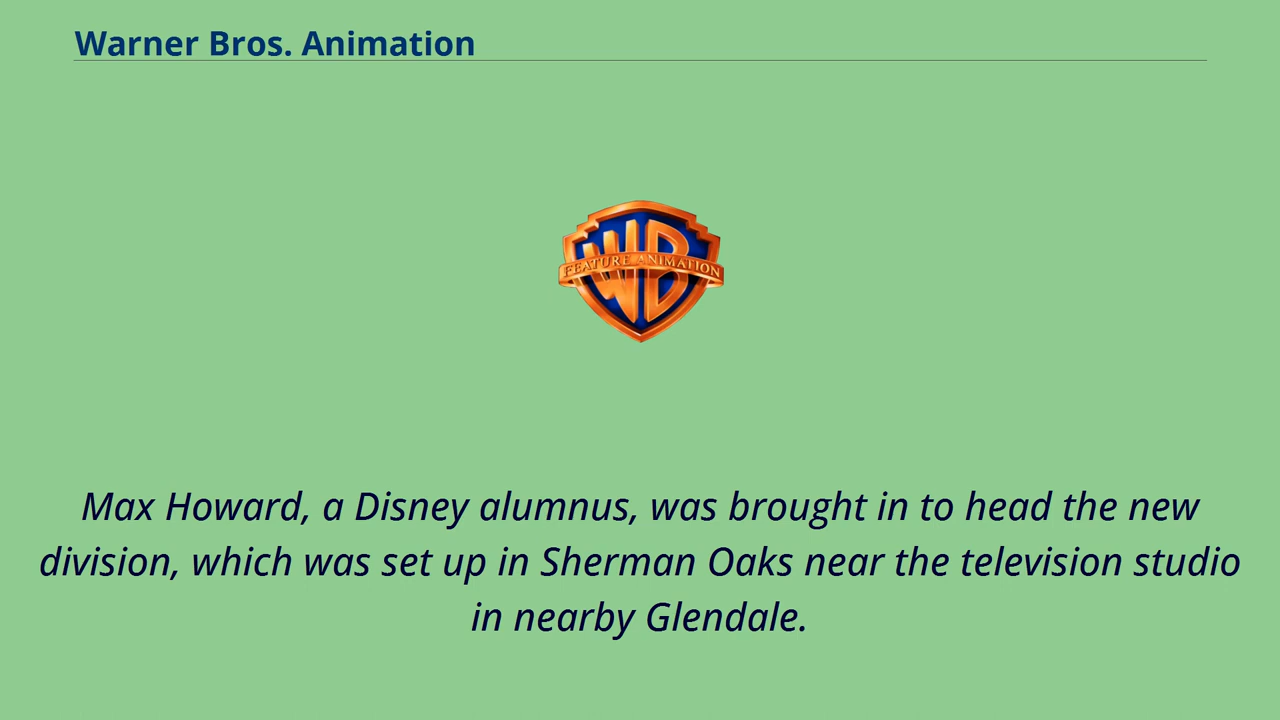 Warner Bros. Animation
WB
FEATURE ANIMATION
Max Howard, a Disney alumnus, was brought in to head the new
division, which was set up in Sherman Oaks near the television studio
in nearby Glendale.